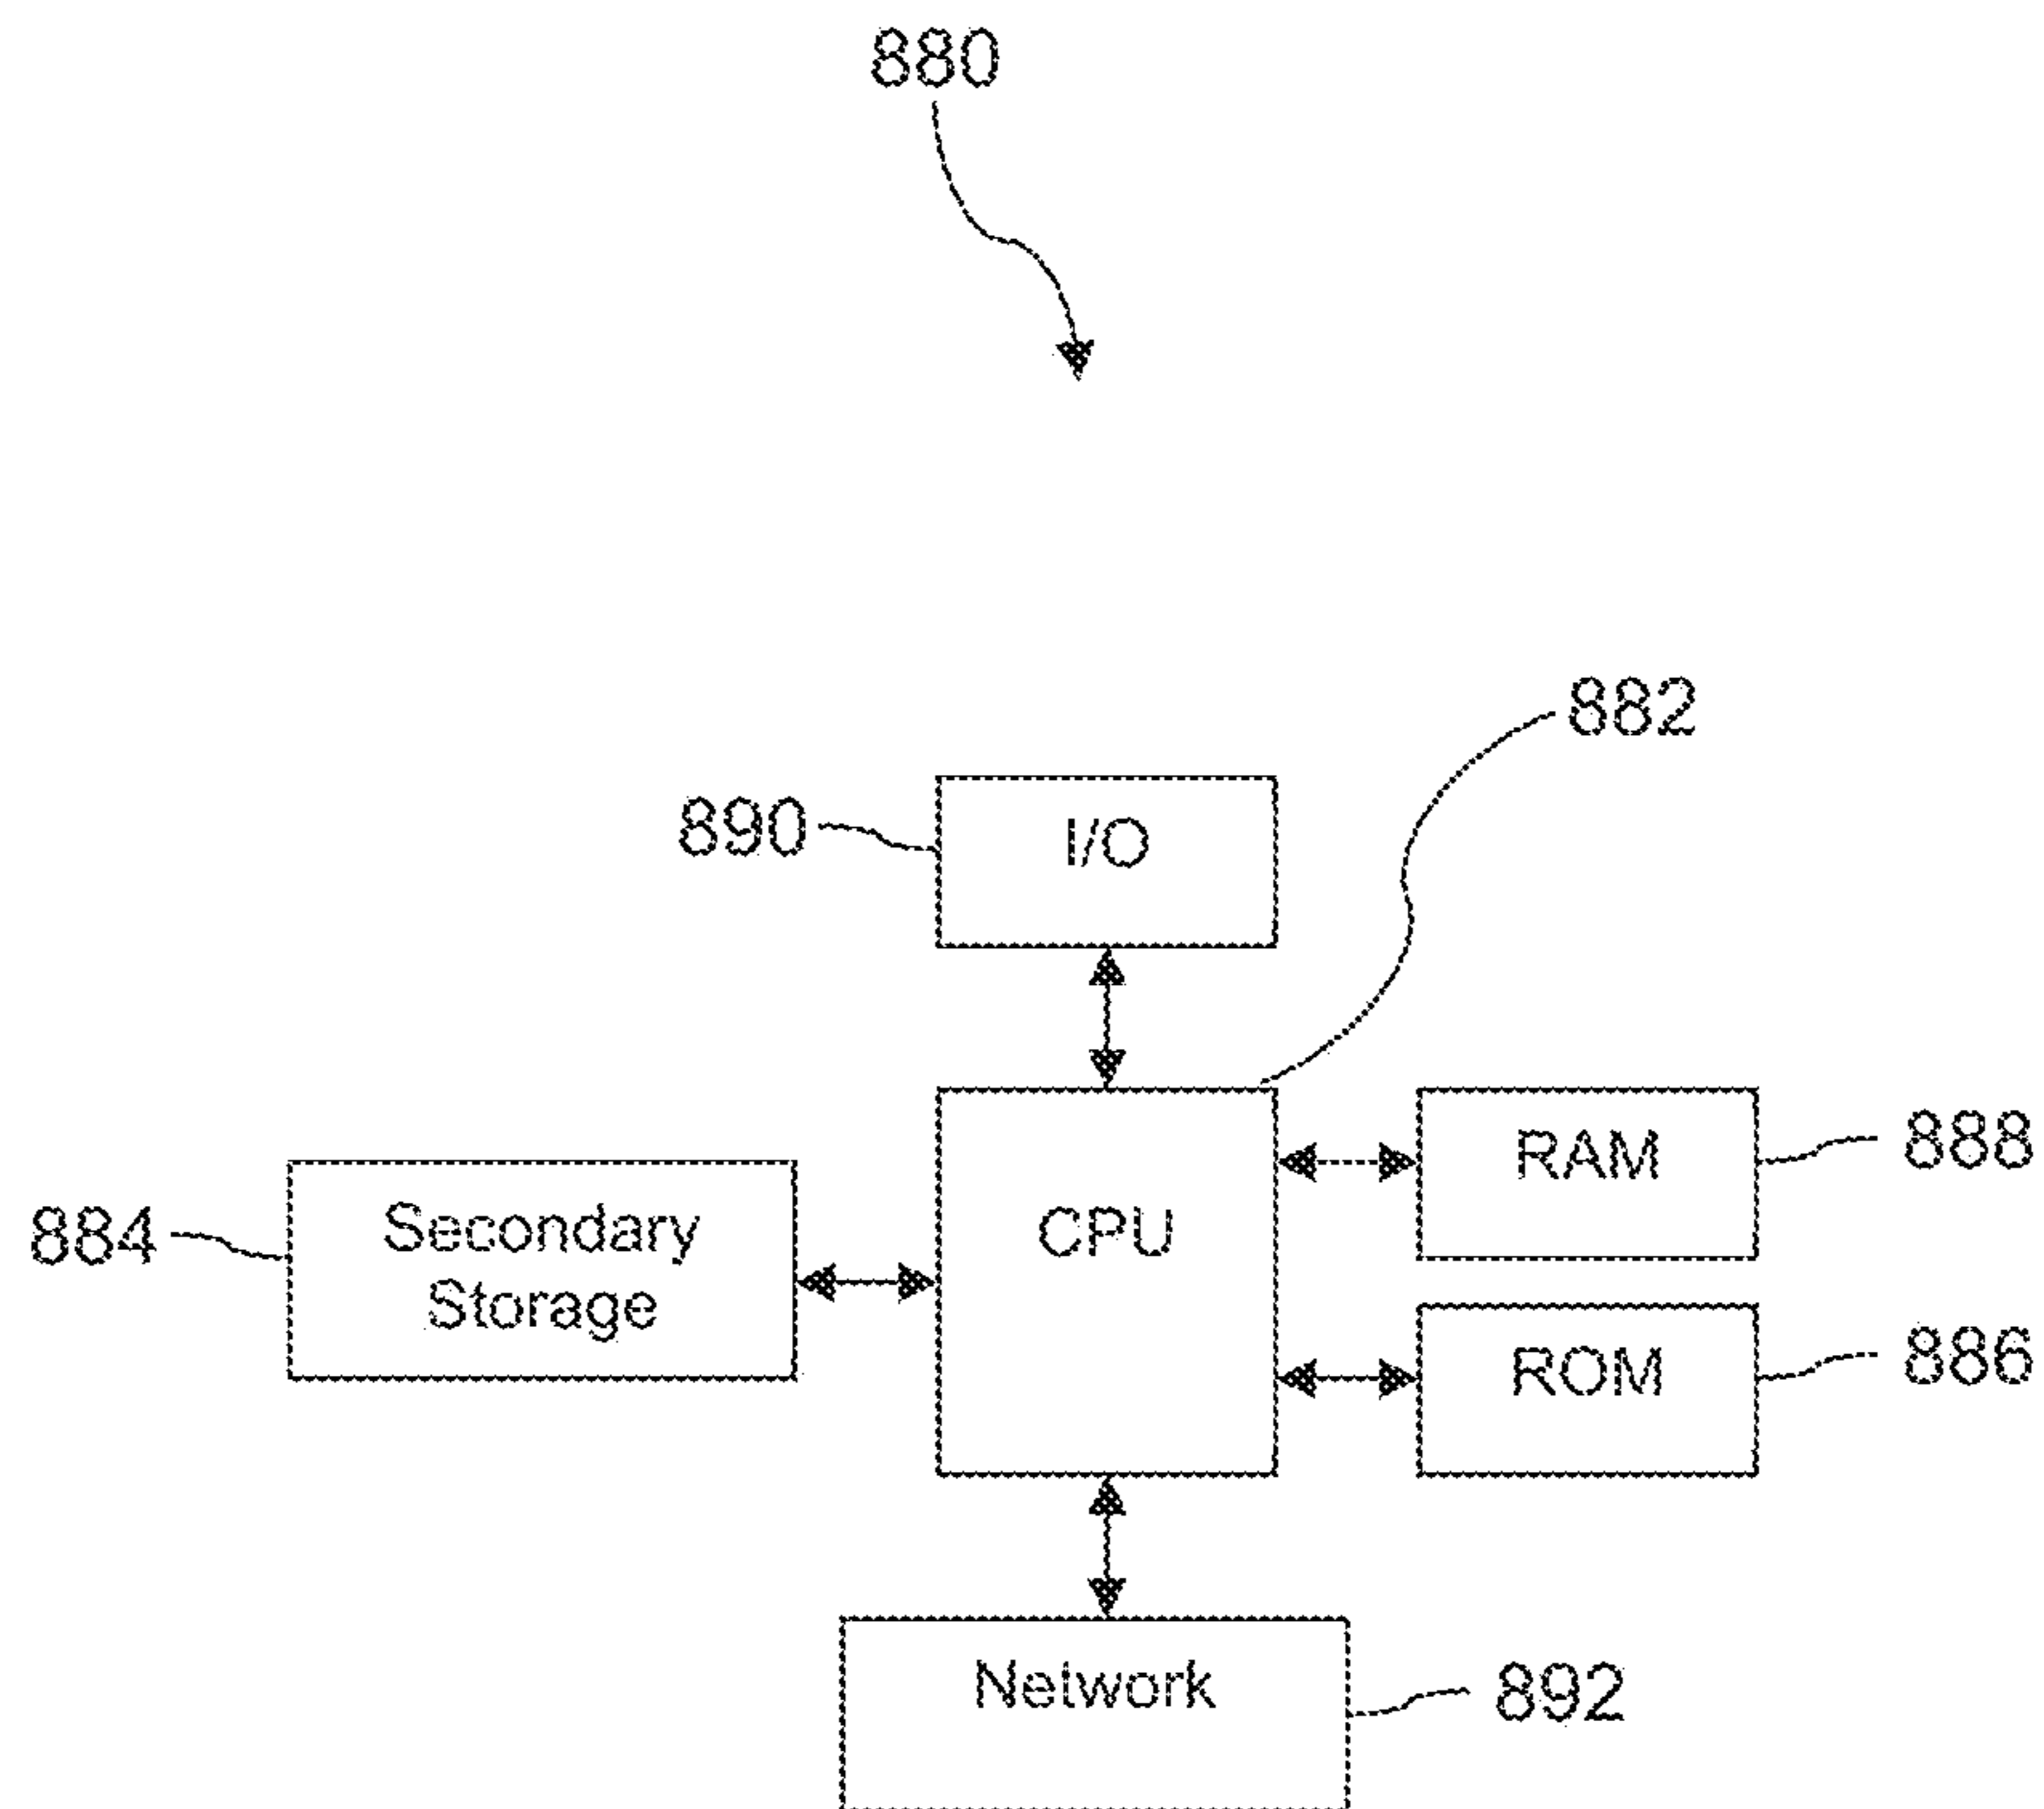 880
882
890
I/O
RAM
888
CPU
884
Secondary
Storage
ROM
886
Network
892